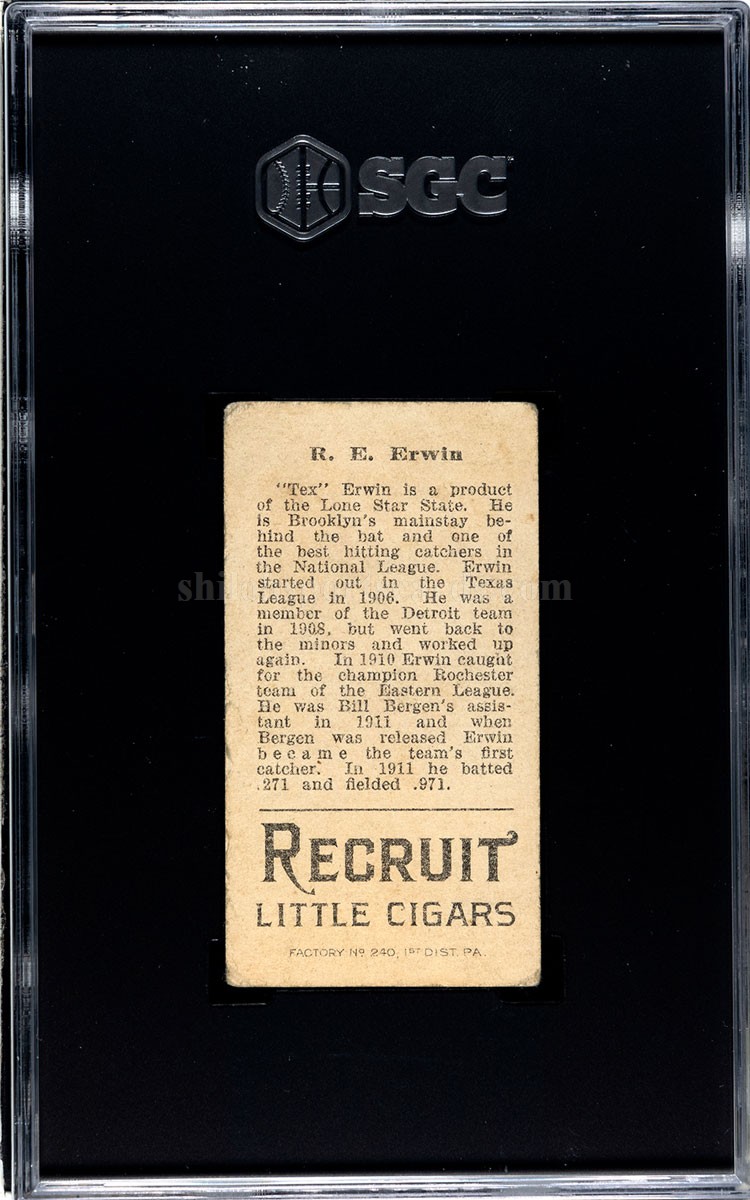 SGC
R. E. Erwin
"Tex" Erwin is a product
of the Lone Star State. He
is Brooklyn's mainstay be-
hind the bat and one of
the best hitting catchers in
the National League. Erwin
started out in the Texas
League in 1906. He was a
member of the Detroit team
in 1908, but went back to
the minors and worked up
again. In 1910 Erwin caught
for the champion Rochester
team of the Eastern League.
He was Bill Bergen's assis-
tant in 1911 and when
Bergen was released Erwin
became the team's first
catcher. In 1911 he batted
.271 and fielded .971.
RECRUIT
LITTLE CIGARS
FACTORY Nº 240, 1ST DIST. PA.